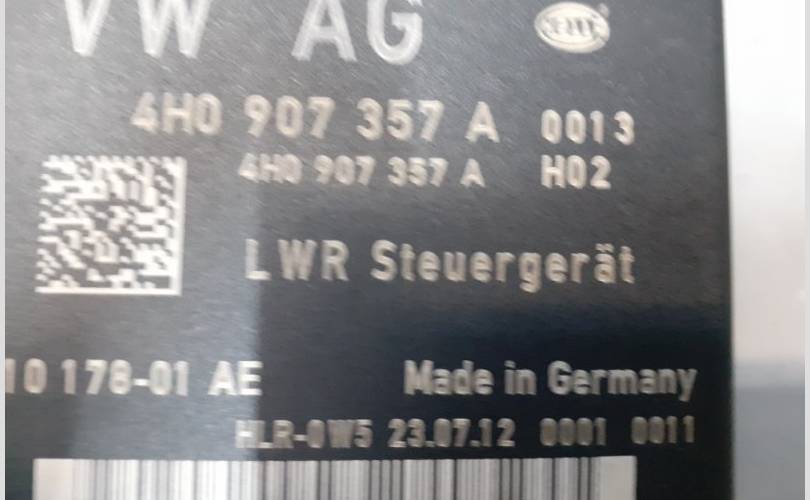 VW AG
4H0 907 357 A 0013
4H0 907 357 A H02
LWR Steuergerät
10 178-01 AE Made in Germany
HLR-0W5 23.07.12 0001 0011